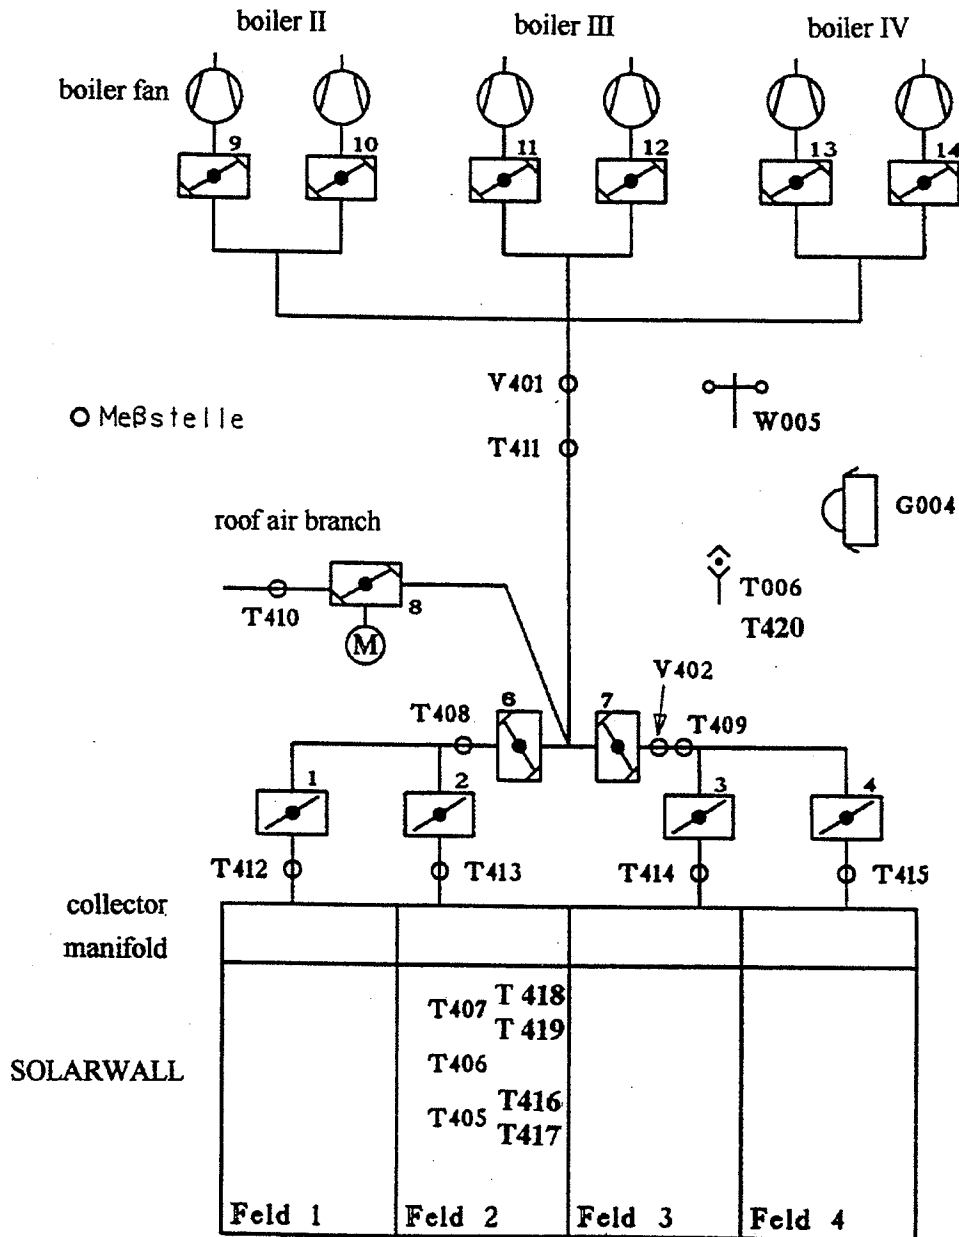 boiler II
boiler III
boiler IV
boiler fan
9
10
11
12
13
14
V401
W005
Meßstelle
T411
G004
roof air branch
T006
T410
8
T420
M
V402
T408
6
7
T409
1
2
3
4
T412
T413
T414
T415
collector
manifold
T407
T 418
T 419
T406
SOLARWALL
T405
T416
T417
Feld 1
Feld 2
Feld 3
Feld 4